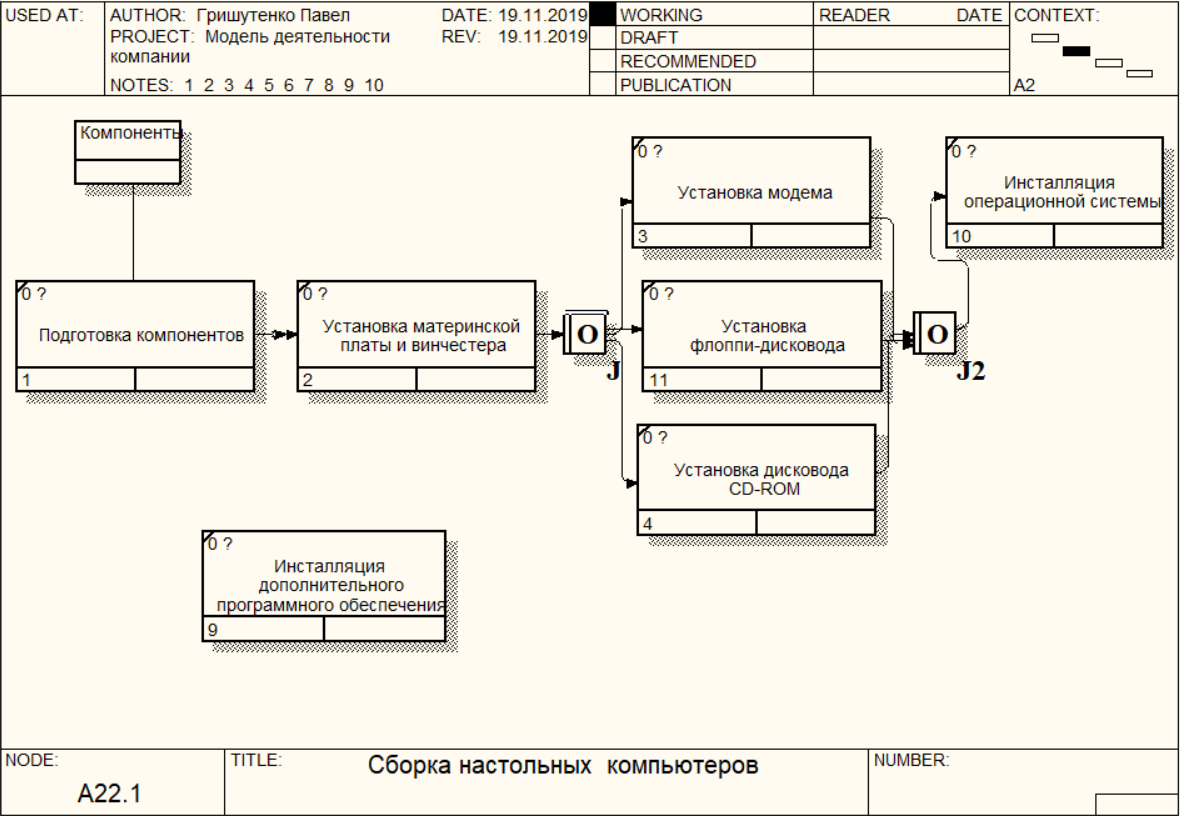 USED AT:
AUTHOR: Гришутенко Павел
DATE: 19.11.2019
PROJECT: Модель деятельности
компании
REV: 19.11.2019
NOTES: 1 2 3 4 5 6 7 8 9 10
WORKING
DRAFT
RECOMMENDED
PUBLICATION
READER
DATE
CONTEXT:
A2
Компоненты
0 ?
Подготовка компонентов
1
0 ?
Установка материнской
платы и винчестера
2
O
J
0 ?
Установка модема
3
0 ?
Установка
флоппи-дисковода
11
0 ?
Установка дисковода
CD-ROM
4
O
J2
0 ?
Инсталляция
операционной системы
10
0 ?
Инсталляция
дополнительного
программного обеспечения
9
NODE:
A22.1
TITLE:
Сборка настольных компьютеров
NUMBER: